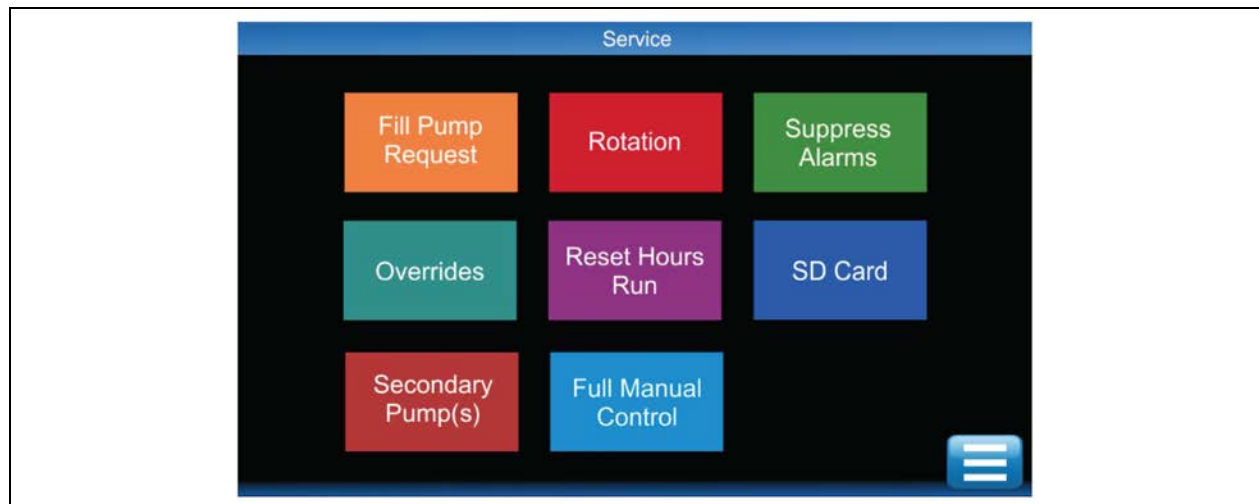 Service
Fill Pump
Request
Rotation
Suppress
Alarms
Overrides
Reset Hours
Run
SD Card
Secondary
Pump(s)
Full Manual
Control